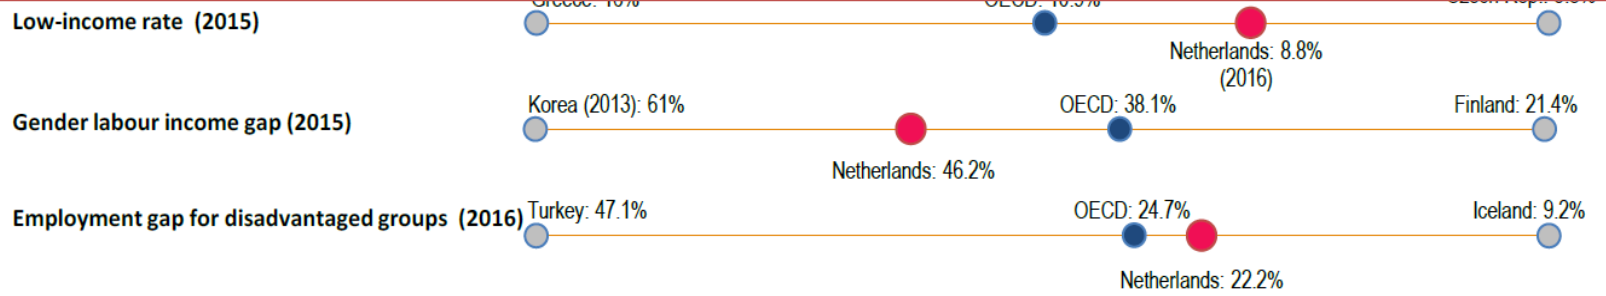 Low-income rate (2015)
Netherlands: 8.8%
(2016)
Korea (2013): 61%
OECD: 38.1%
Finland: 21.4%
Gender labour income gap (2015)
Netherlands: 46.2%
Employment gap for disadvantaged groups (2016)
Turkey: 47.1%
OECD: 24.7%
Iceland: 9.2%
Netherlands: 22.2%